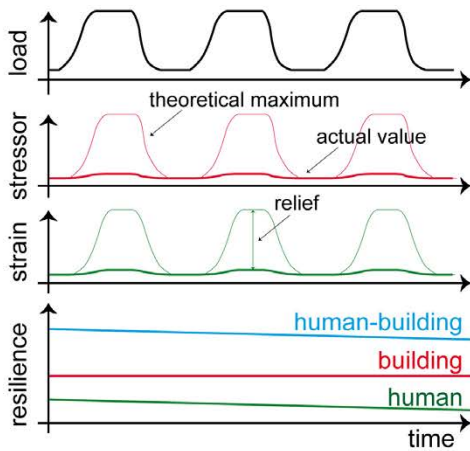 load
theoretical maximum
actual value
stressor
relief
strain
human-building
building
human
resilience
time